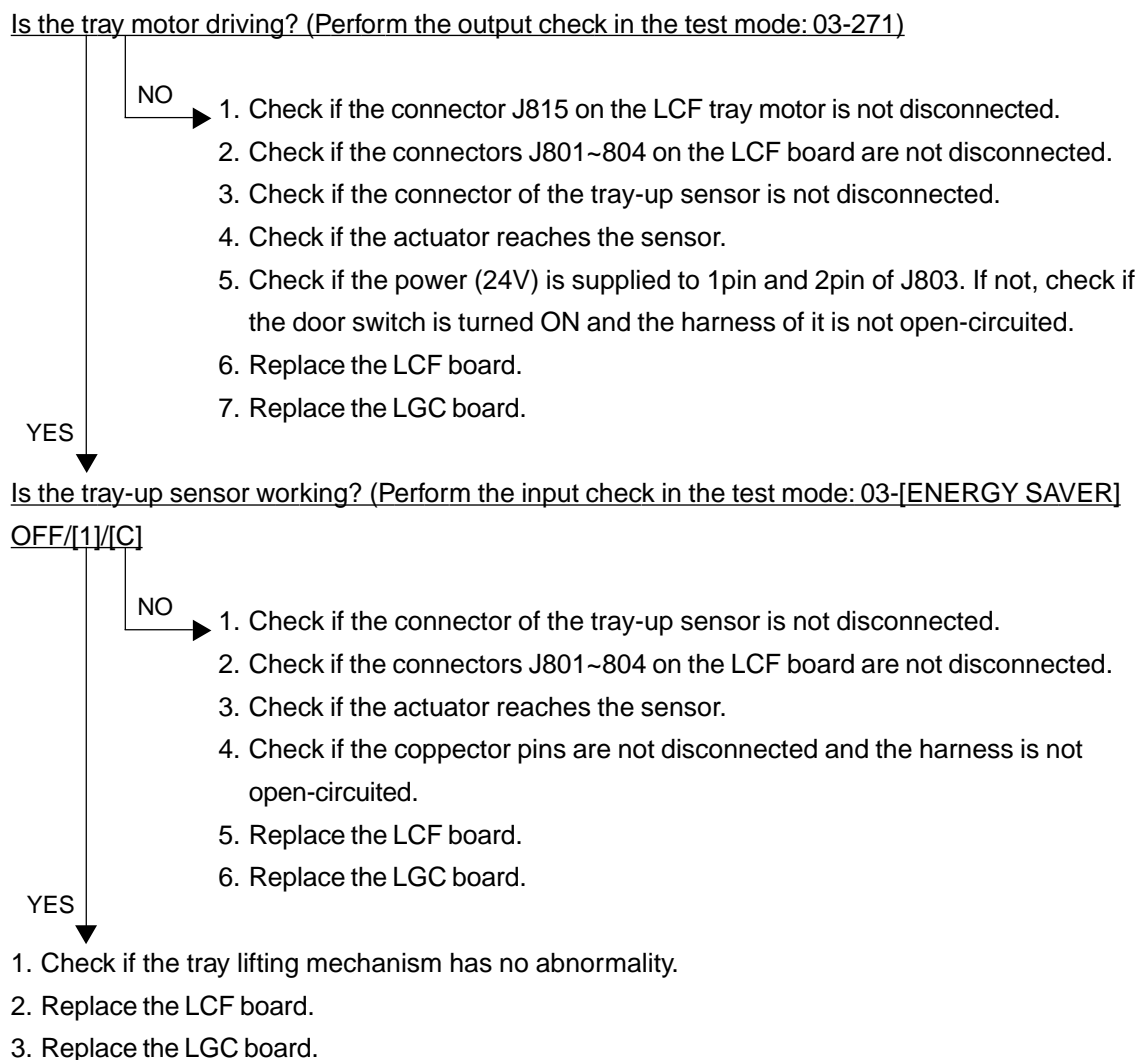 Is the tray motor driving? (Perform the output check in the test mode: 03-271)
NO
1. Check if the connector J815 on the LCF tray motor is not disconnected.
2. Check if the connectors J801~804 on the LCF board are not disconnected.
3. Check if the connector of the tray-up sensor is not disconnected.
4. Check if the actuator reaches the sensor.
5. Check if the power (24V) is supplied to 1pin and 2pin of J803. If not, check if
the door switch is turned ON and the harness of it is not open-circuited.
6. Replace the LCF board.
7. Replace the LGC board.
YES
Is the tray-up sensor working? (Perform the input check in the test mode: 03-[ENERGY SAVER]
OFF/[1]/[C]
NO
1. Check if the connector of the tray-up sensor is not disconnected.
2. Check if the connectors J801~804 on the LCF board are not disconnected.
3. Check if the actuator reaches the sensor.
4. Check if the coppector pins are not disconnected and the harness is not
open-circuited.
5. Replace the LCF board.
6. Replace the LGC board.
YES
1. Check if the tray lifting mechanism has no abnormality.
2. Replace the LCF board.
3. Replace the LGC board.